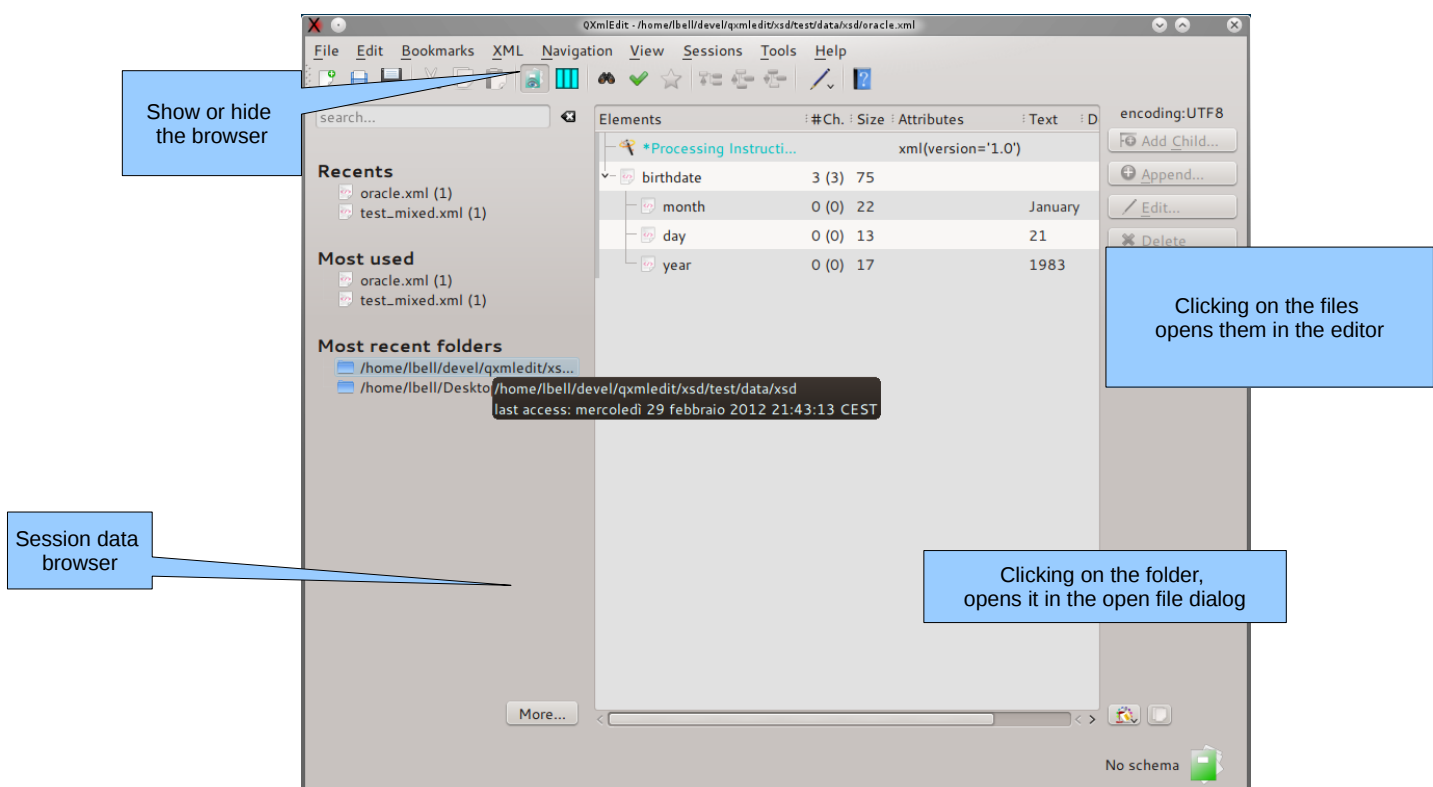 QXmlEdit - /home/lbell/devel/qxmledit/xsd/test/data/xsd/oracle.xml
File Edit Bookmarks XML Navigation View Sessions Tools Help
Show or hide
the browser
search...
Recents
oracle.xml (1)
test_mixed.xml (1)
Most used
oracle.xml (1)
test_mixed.xml (1)
Most recent folders
/home/lbell/devel/qxmledit/xs...
/home/lbell/Deskto
/home/lbell/devel/qxmledit/xsd/test/data/xsd
last access: mercoledì 29 febbraio 2012 21:43:13 CEST
Session data
browser
More...
Elements #Ch. Size Attributes Text D
*Processing Instructi... xml(version='1.0')
birthdate 3 (3) 75
month 0 (0) 22 January
day 0 (0) 13 21
year 0 (0) 17 1983
encoding:UTF8
Add Child...
Append...
Edit...
Delete
Clicking on the files
opens them in the editor
Clicking on the folder,
opens it in the open file dialog
No schema